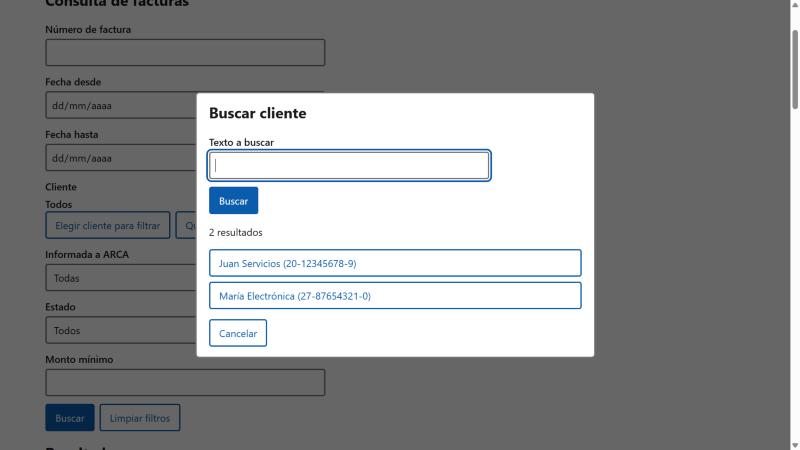 Consulta de facturas
Número de factura
Fecha desde
dd/mm/aaaa
Fecha hasta
dd/mm/aaaa
Cliente
Todos
Elegir cliente para filtrar
Informada a ARCA
Todas
Estado
Todos
Monto mínimo
Buscar
Limpiar filtros
Buscar cliente
Texto a buscar
Buscar
2 resultados
Juan Servicios (20-12345678-9)
María Electrónica (27-87654321-0)
Cancelar